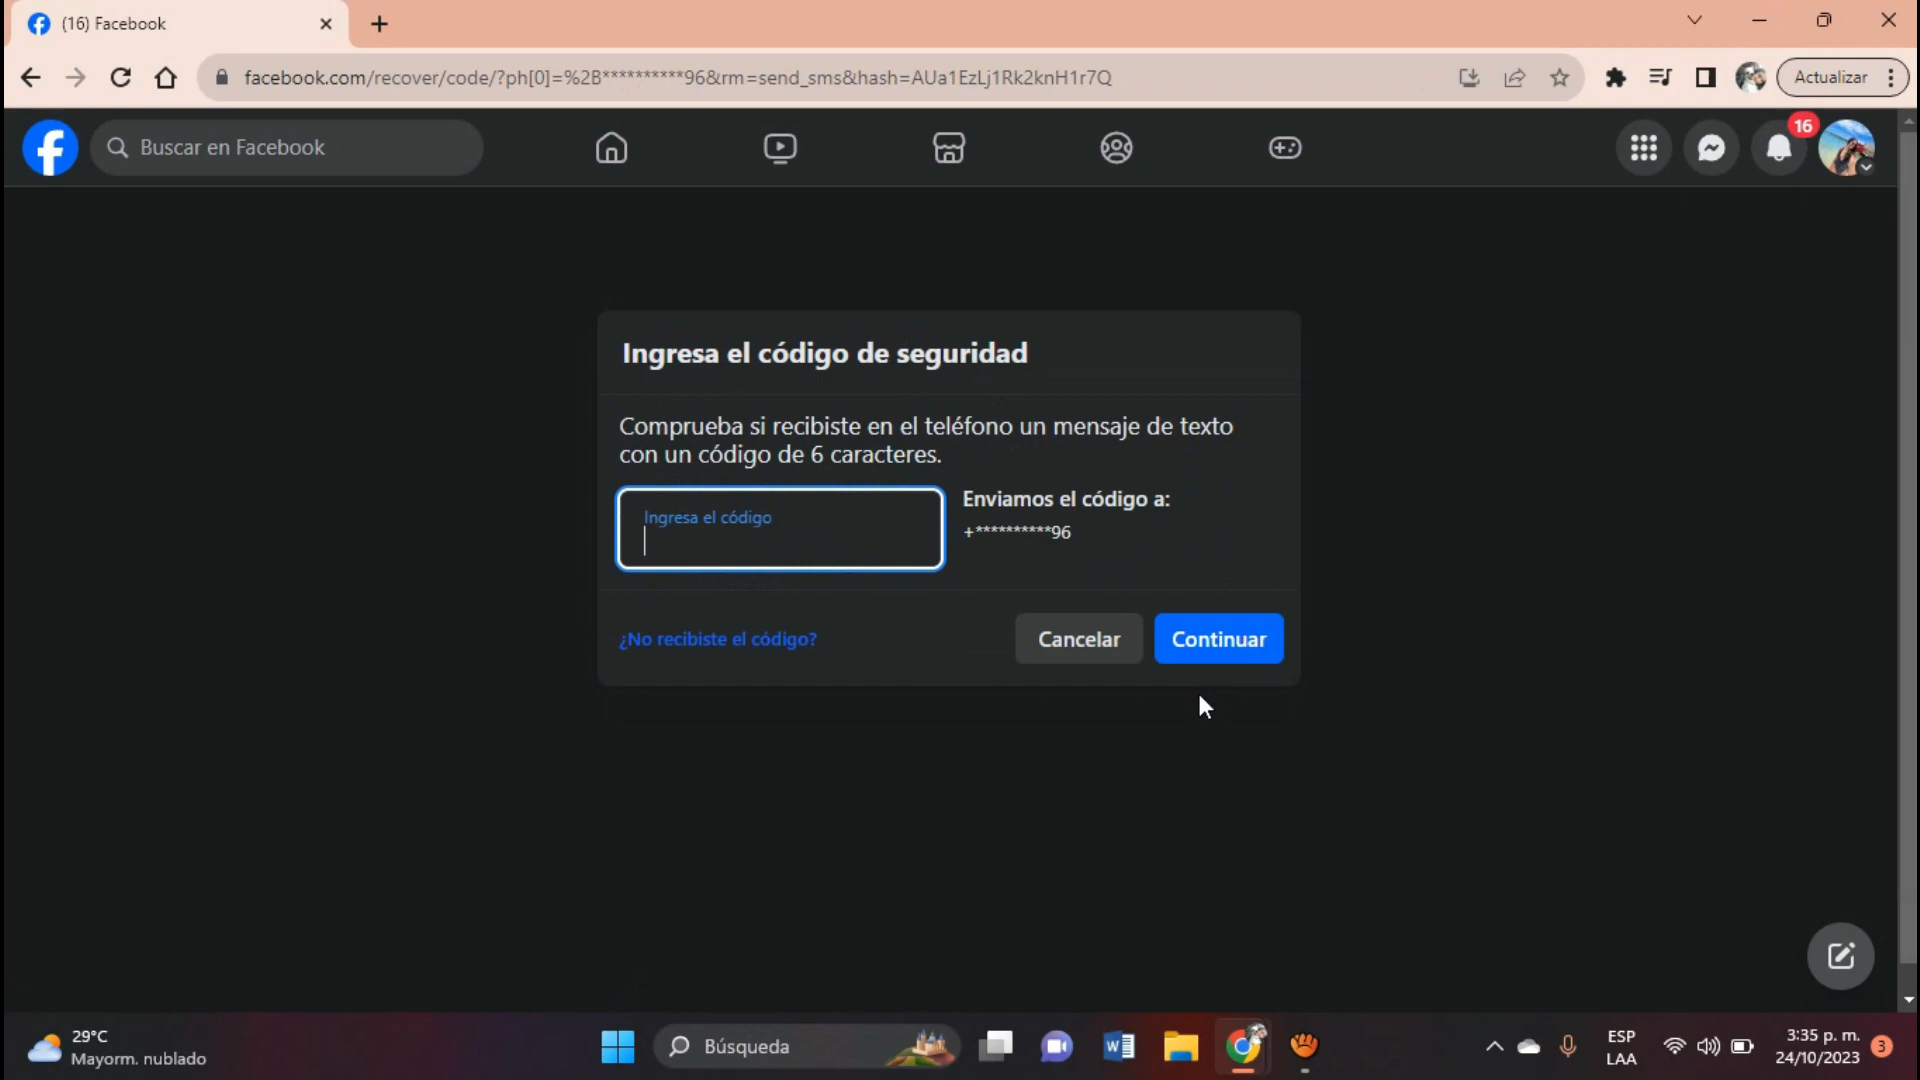 (16) Facebook
facebook.com/recover/code/?ph[0]=%2B**********96&rm=send_sms&hash=AUa1EzLj1Rk2knH1r7Q
Actualizar
Buscar en Facebook
16
Ingresa el código de seguridad
Comprueba si recibiste en el teléfono un mensaje de texto
con un código de 6 caracteres.
Ingresa el código
Enviamos el código a:
+**********96
¿No recibiste el código?
Cancelar
Continuar
29°C
Mayorm. nublado
Búsqueda
ESP
LAA
3:35 p. m.
24/10/2023
3